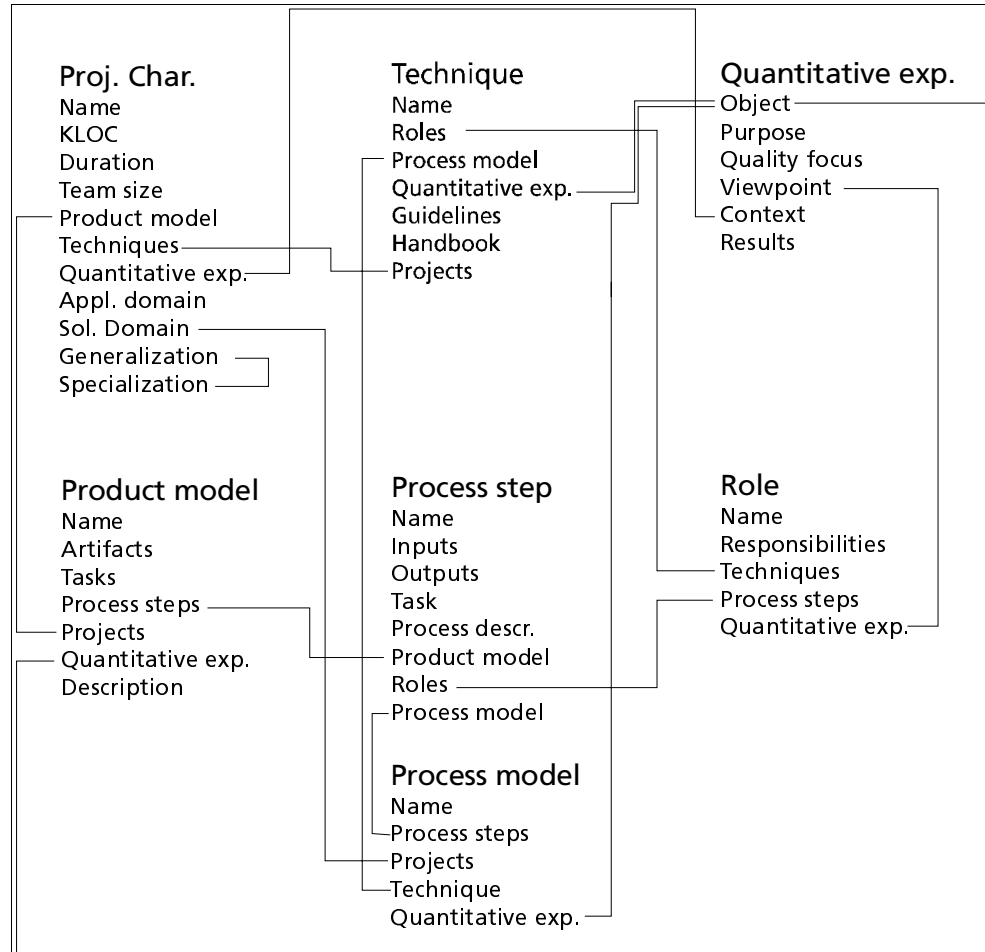 Proj. Char.
Name
KLOC
Duration
Team size
Product model
Techniques
Quantitative exp.
Appl. domain
Sol. Domain
Generalization
Specialization
Technique
Name
Roles
Process model
Quantitative exp.
Guidelines
Handbook
Projects
Quantitative exp.
Object
Purpose
Quality focus
Viewpoint
Context
Results
Product model
Name
Artifacts
Tasks
Process steps
Projects
Quantitative exp.
Description
Process step
Name
Inputs
Outputs
Task
Process descr.
Product model
Roles
Process model
Role
Name
Responsibilities
Techniques
Process steps
Quantitative exp.
Process model
Name
Process steps
Projects
Technique
Quantitative exp.